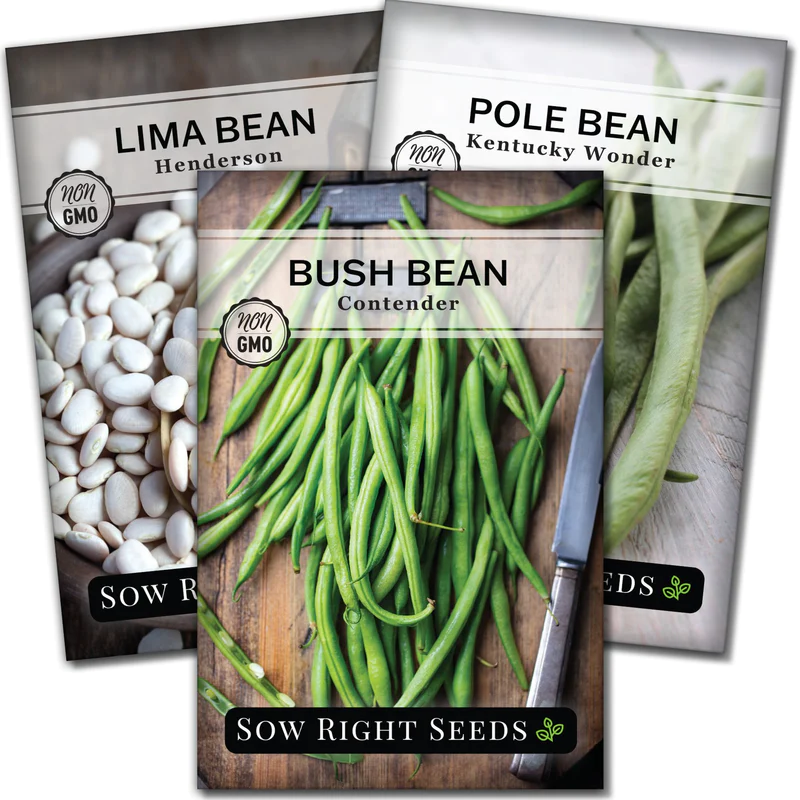 LIMA BEAN
Henderson
non
GMO
POLE BEAN
Kentucky Wonder
non
BUSH BEAN
Contender
non
GMO
SOW R
EDS
SOW RIGHT SEEDS